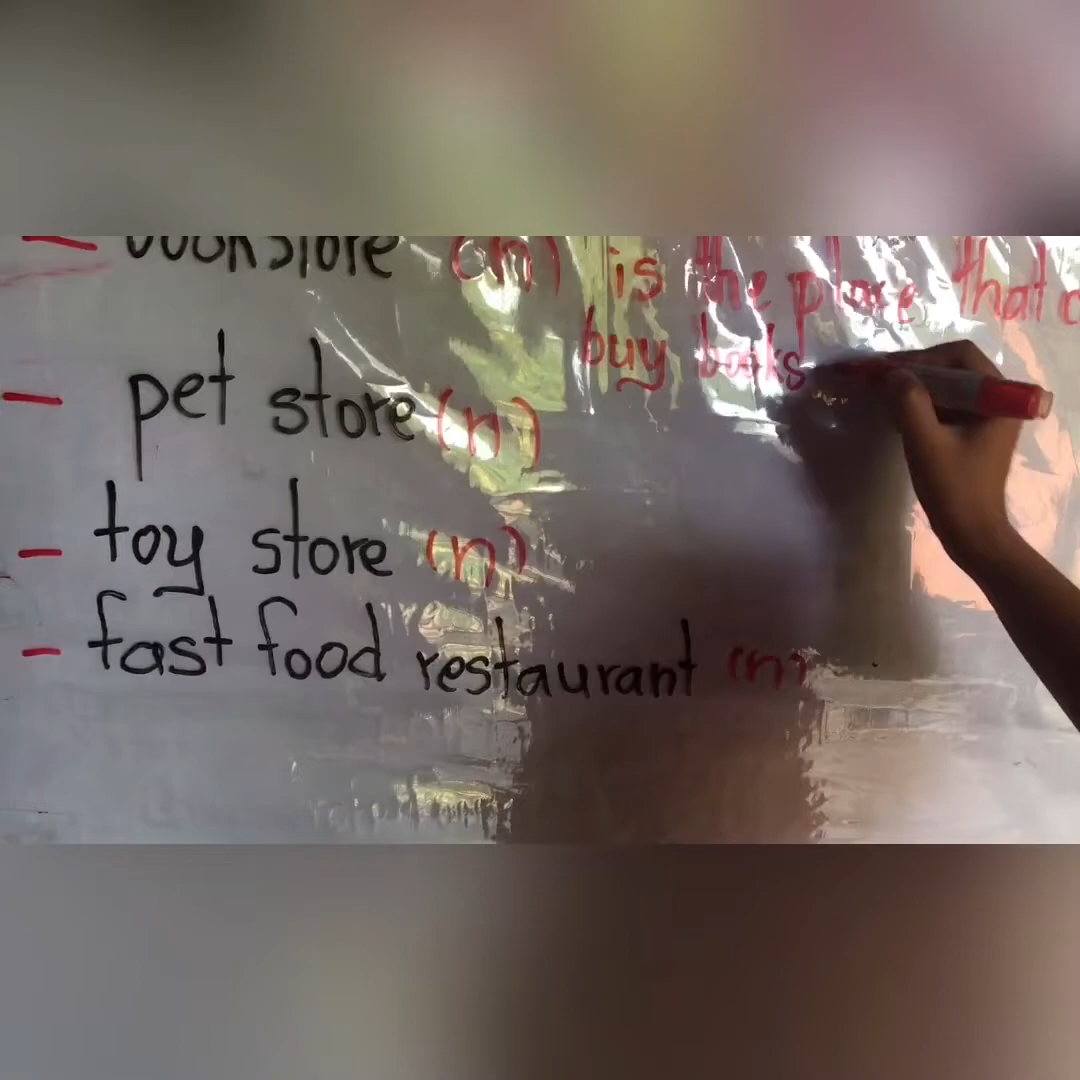 - bookstore (n) is the place that
buy books
- pet store (n)
- toy store (n)
- fast food restaurant (n)